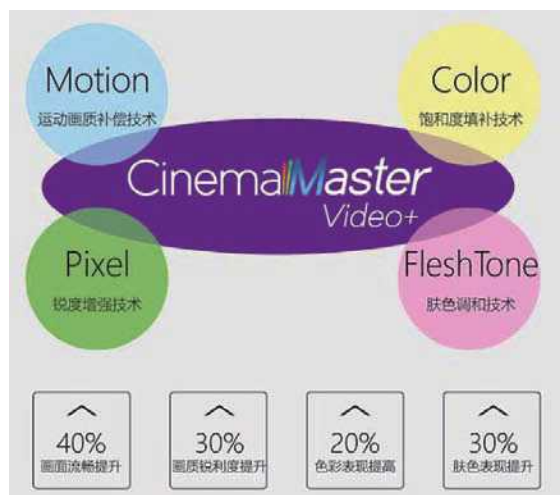 Motion
运动画质补偿技术
Color
饱和度填补技术
CinemaMaster
Video+
Pixel
锐度增强技术
FleshTone
肤色调和技术
40%
画面流畅提升
30%
画质锐利度提升
20%
色彩表现提高
30%
肤色表现提升